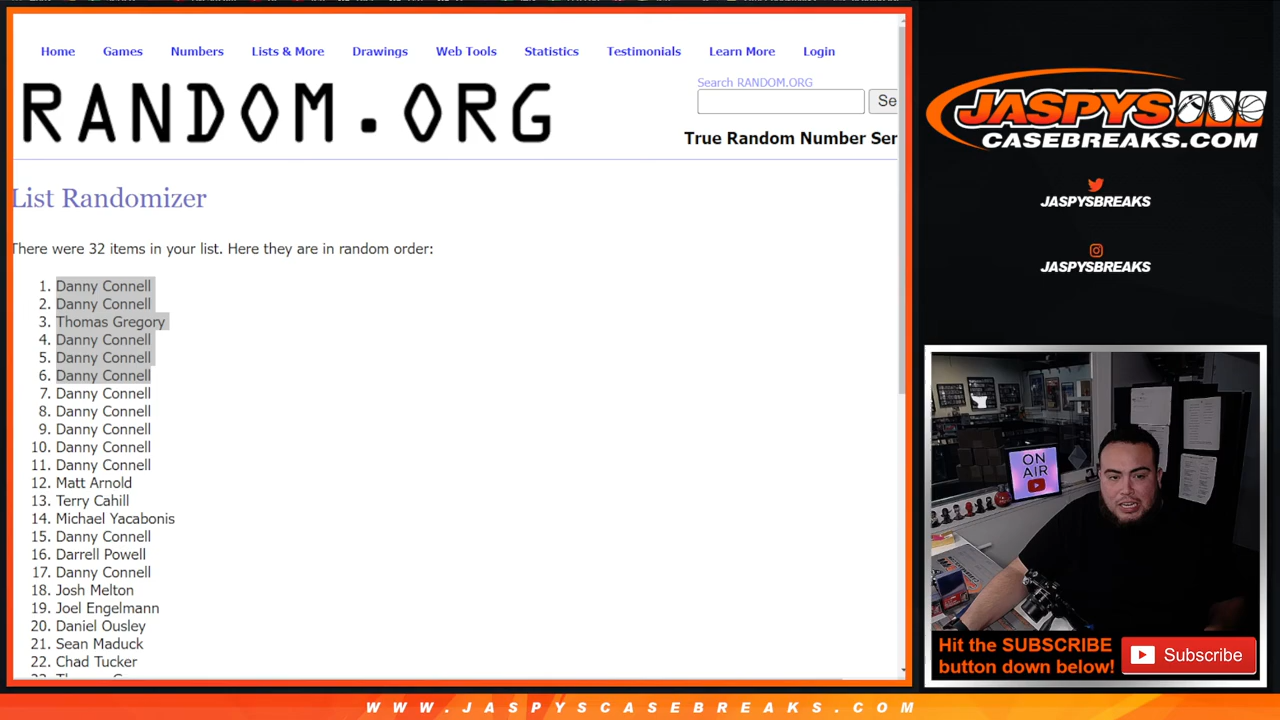 Home Games Numbers Lists & More Drawings Web Tools Statistics Testimonials Learn More Login
RANDOM.ORG
Search RANDOM.ORG
Se
True Random Number Ser
List Randomizer
There were 32 items in your list. Here they are in random order:
1. Danny Connell
2. Danny Connell
3. Thomas Gregory
4. Danny Connell
5. Danny Connell
6. Danny Connell
7. Danny Connell
8. Danny Connell
9. Danny Connell
10. Danny Connell
11. Danny Connell
12. Matt Arnold
13. Terry Cahill
14. Michael Yacabonis
15. Danny Connell
16. Darrell Powell
17. Danny Connell
18. Josh Melton
19. Joel Engelmann
20. Daniel Ousley
21. Sean Maduck
22. Chad Tucker
JASPYS
CASEBREAKS.COM
JASPYSBREAKS
JASPYSBREAKS
ON
AIR
Hit the SUBSCRIBE
button down below!
Subscribe
WWW.JASPYSCASEBREAKS.COM